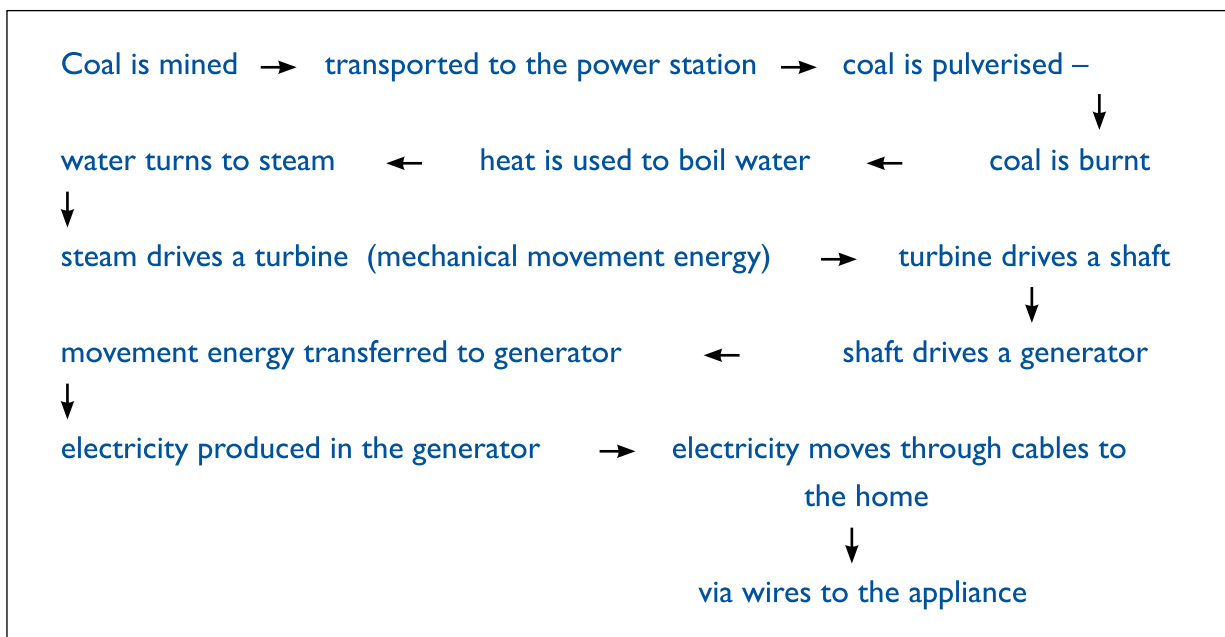 Coal is mined → transported to the power station → coal is pulverised –
↓
water turns to steam ← heat is used to boil water ← coal is burnt
↓
steam drives a turbine (mechanical movement energy) → turbine drives a shaft
↓
movement energy transferred to generator ← shaft drives a generator
↓
electricity produced in the generator → electricity moves through cables to
the home
↓
via wires to the appliance